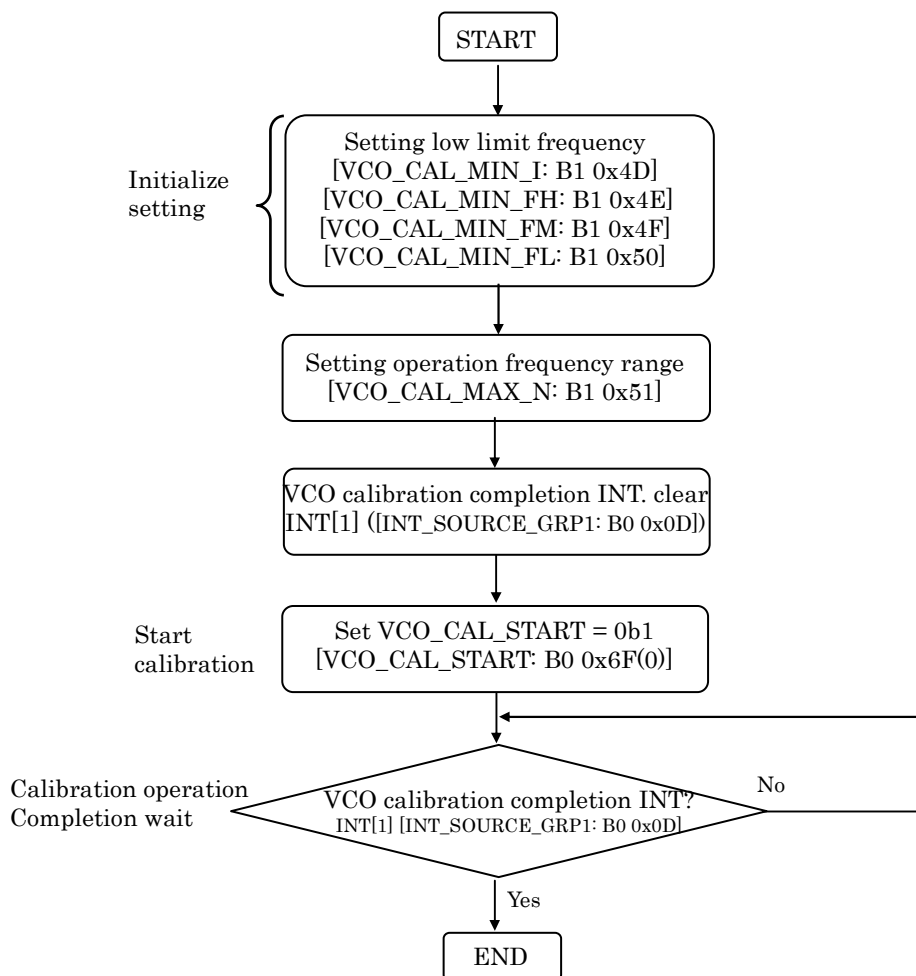 START
Initialize
setting
Setting low limit frequency
[VCO_CAL_MIN_I: B1 0x4D]
[VCO_CAL_MIN_FH: B1 0x4E]
[VCO_CAL_MIN_FM: B1 0x4F]
[VCO_CAL_MIN_FL: B1 0x50]
Setting operation frequency range
[VCO_CAL_MAX_N: B1 0x51]
VCO calibration completion INT. clear
INT[1] ([INT_SOURCE_GRP1: B0 0x0D])
Start
calibration
Set VCO_CAL_START = 0b1
[VCO_CAL_START: B0 0x6F(0)]
Calibration operation
Completion wait
VCO calibration completion INT?
INT[1] [INT_SOURCE_GRP1: B0 0x0D]
No
Yes
END